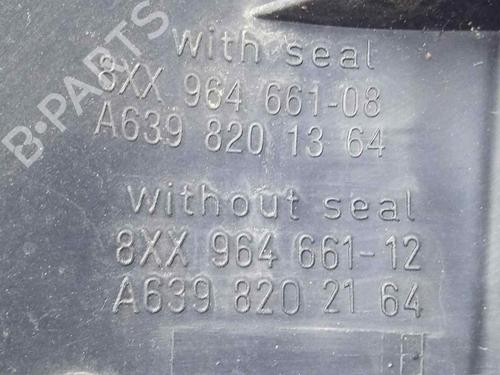 with seal
8XX 964 661-08
A639 820 13 64
without seal
8XX 964 661-12
A639 820 21 64
B-PARTS